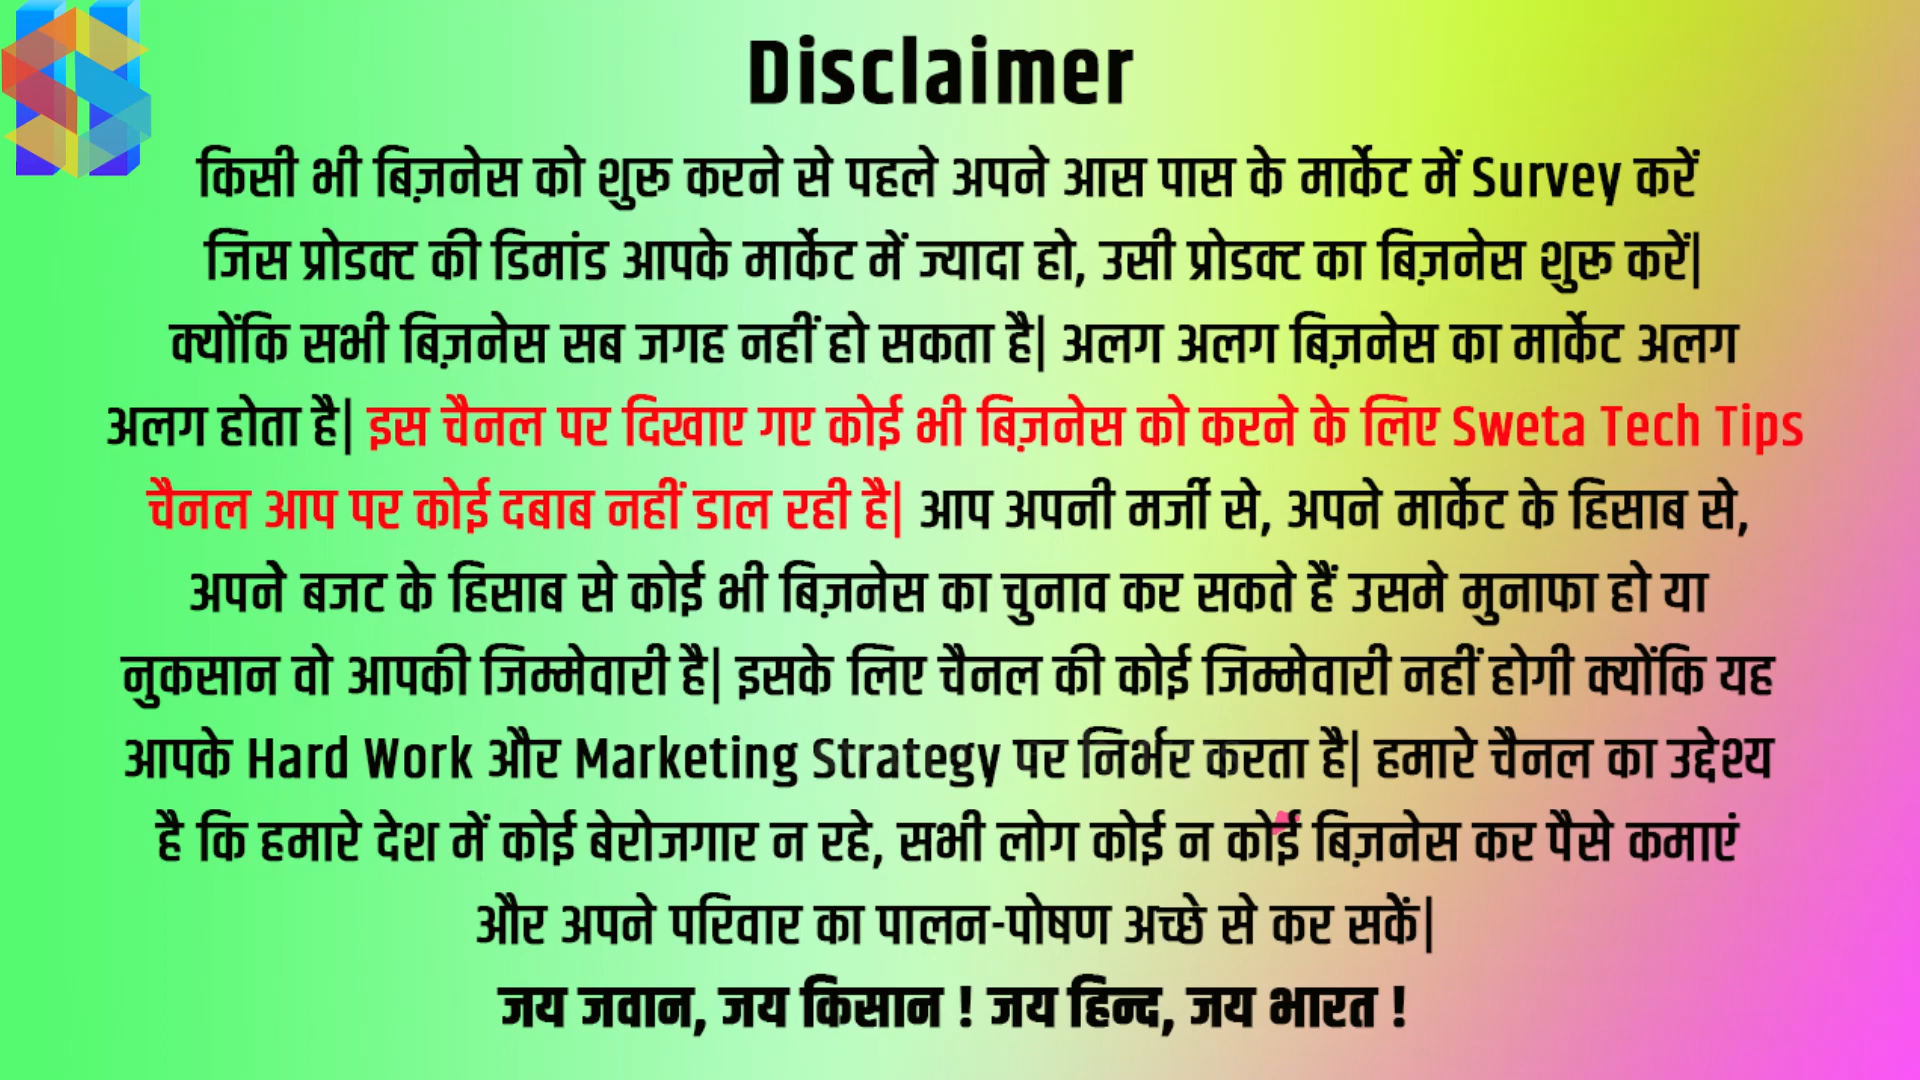 Disclaimer
किसी भी बिज़नेस को शुरू करने से पहले अपने आस पास के मार्केट में Survey करें
जिस प्रोडक्ट की डिमांड आपके मार्केट में ज्यादा हो, उसी प्रोडक्ट का बिज़नेस शुरू करें|
क्योंकि सभी बिज़नेस सब जगह नहीं हो सकता है| अलग अलग बिज़नेस का मार्केट अलग
अलग होता है| इस चैनल पर दिखाए गए कोई भी बिज़नेस को करने के लिए Sweta Tech Tips
चैनल आप पर कोई दबाब नहीं डाल रही है| आप अपनी मर्जी से, अपने मार्केट के हिसाब से,
अपने बजट के हिसाब से कोई भी बिज़नेस का चुनाव कर सकते हैं उसमे मुनाफा हो या
नुकसान वो आपकी जिम्मेवारी है| इसके लिए चैनल की कोई जिम्मेवारी नहीं होगी क्योंकि यह
आपके Hard Work और Marketing Strategy पर निर्भर करता है| हमारे चैनल का उद्देश्य
है कि हमारे देश में कोई बेरोजगार न रहे, सभी लोग कोई न कोई बिज़नेस कर पैसे कमाएं
और अपने परिवार का पालन-पोषण अच्छे से कर सकें|
जय जवान, जय किसान ! जय हिन्द, जय भारत !